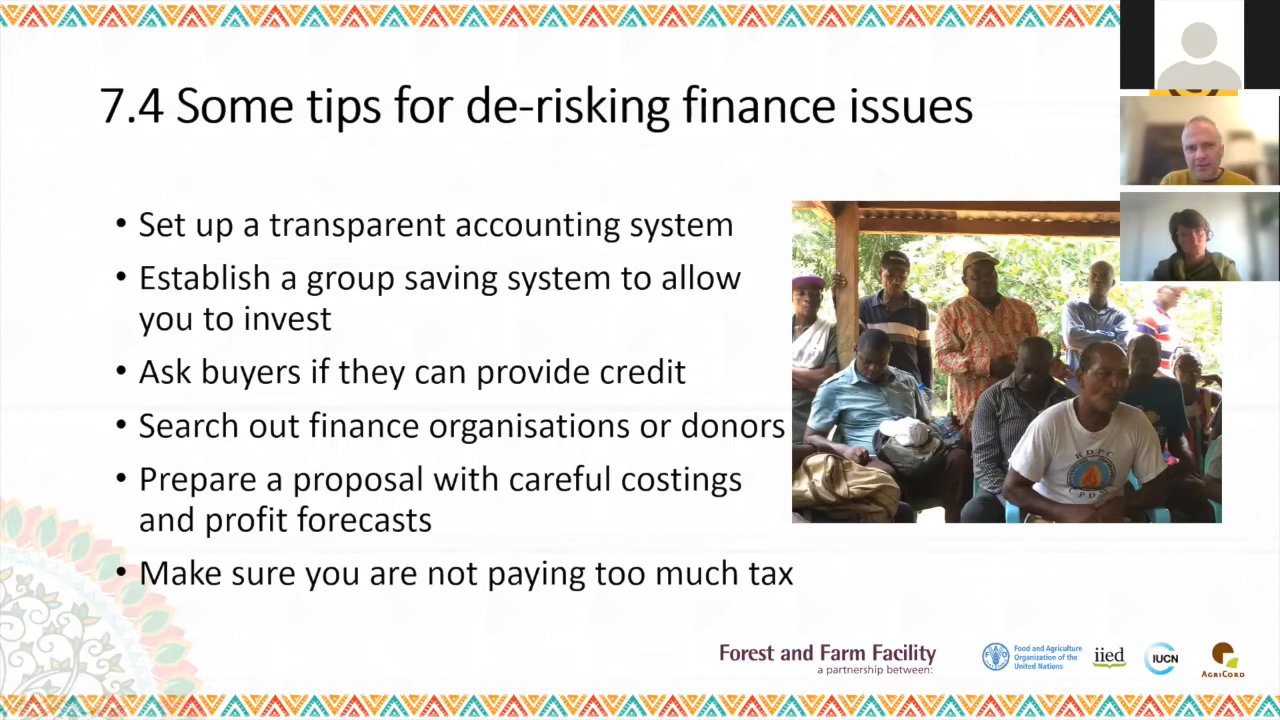 7.4 Some tips for de-risking finance issues
• Set up a transparent accounting system
• Establish a group saving system to allow
you to invest
• Ask buyers if they can provide credit
• Search out finance organisations or donors
• Prepare a proposal with careful costings
and profit forecasts
• Make sure you are not paying too much tax
RDPC
CPDM
Forest and Farm Facility
a partnership between:
Food and Agriculture
Organization of the
United Nations
iied
IUCN
AGRICORD